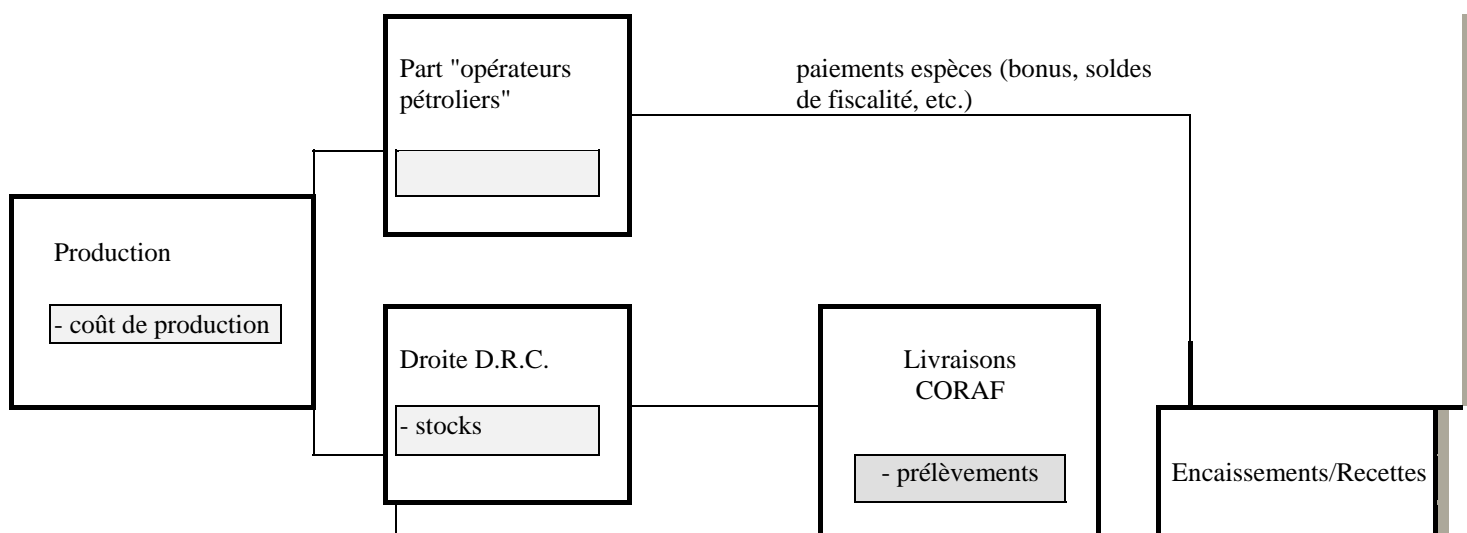 Part "opérateurs
pétroliers"
paiements espèces (bonus, soldes
de fiscalité, etc.)
Production
- coût de production
Droite D.R.C.
- stocks
Livraisons
CORAF
- prélèvements
Encaissements/Recettes